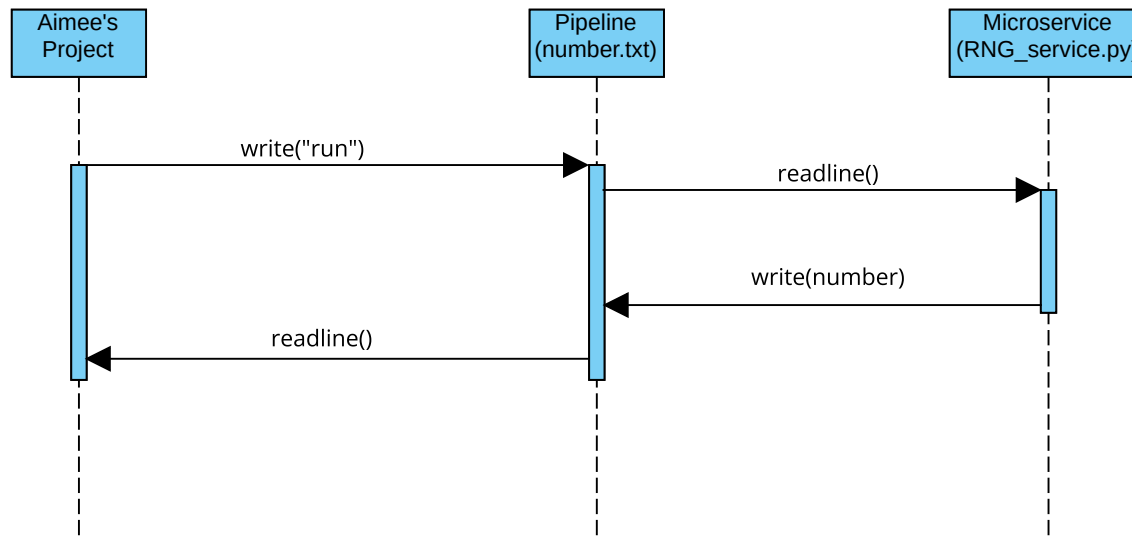 Aimee's
Project
Pipeline
(number.txt)
Microservice
(RNG_service.py)
write("run")
readline()
write(number)
readline()